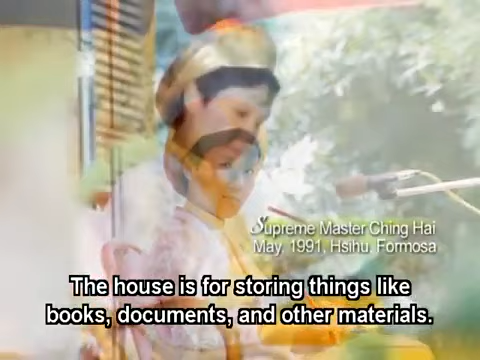 Supreme Master Ching Hai
May, 1991, Hsihu, Formosa
The house is for storing things like
books, documents, and other materials.